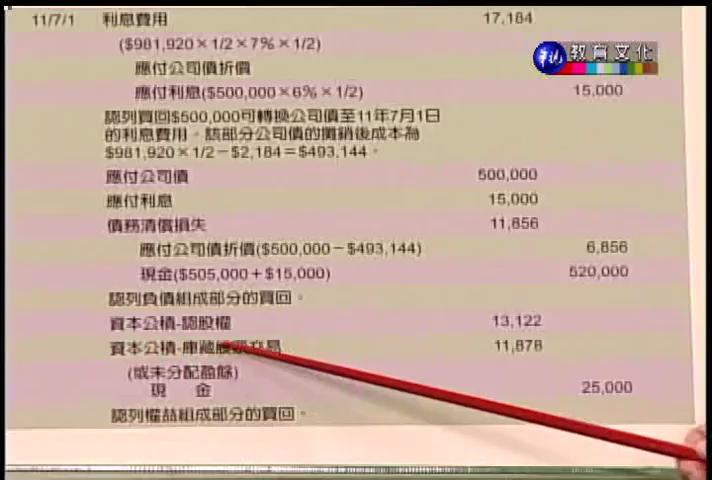 11/7/1 利息費用 17,184
($981,920×1/2×7%×1/2)
應付公司債折價
應付利息($500,000×6%×1/2) 15,000
認列買回$500,000可轉換公司債至11年7月1日
的利息費用。該部分公司債的攤銷後成本為
$981,920×1/2－$2,184＝$493,144。
應付公司債 500,000
應付利息 15,000
債務清償損失 11,856
應付公司債折價($500,000－$493,144) 6,856
現金($505,000＋$15,000) 520,000
認列負債組成部分的買回。
資本公積-認股權 13,122
資本公積-庫藏股票交易 11,878
(或未分配盈餘)
現 金 25,000
認列權益組成部分的買回。
華視 教育文化